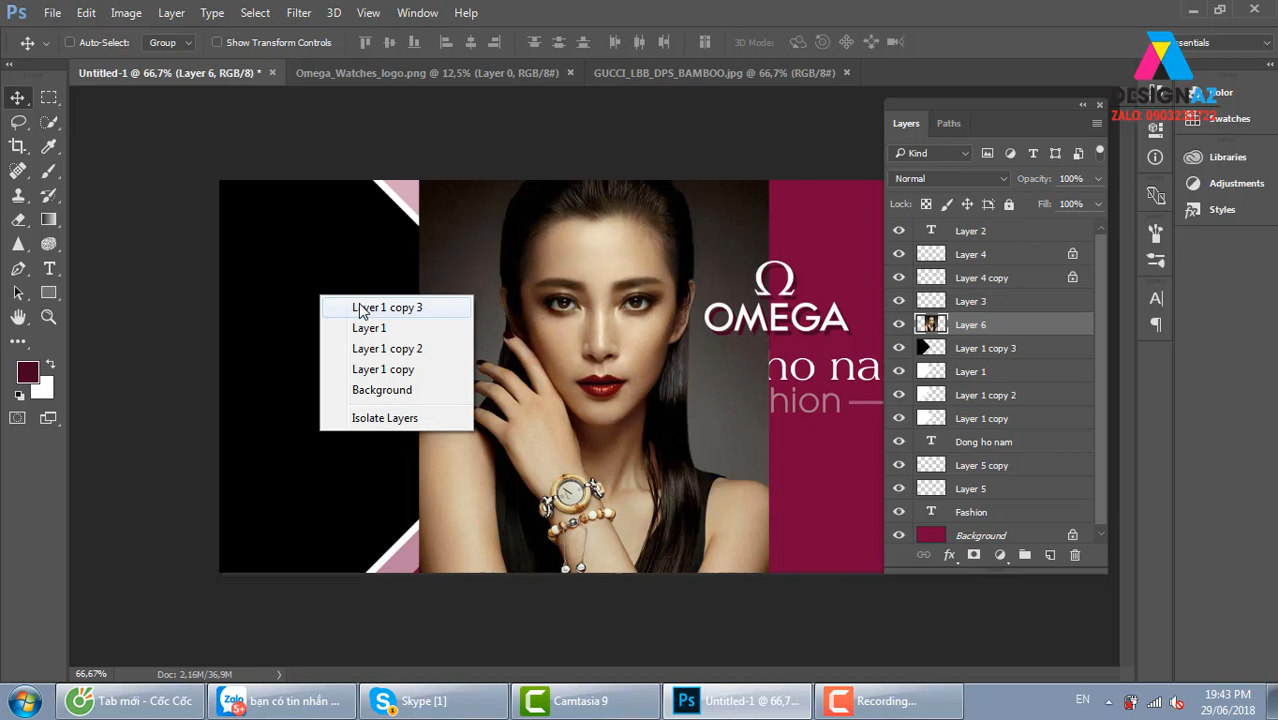 Ps File Edit Image Layer Type Select Filter 3D View Window Help
Auto-Select: Group Show Transform Controls 3D Mode: ssentials
Untitled-1 @ 66,7% (Layer 6, RGB/8) * Omega_Watches_logo.png @ 12,5% (Layer 0, RGB/8#) GUCCI_LBB_DPS_BAMBOO.jpg @ 66,7% (RGB/8#)
DESIGN AZ
ZALO:
Color
Swatches
Libraries
Adjustments
Styles
Layers Paths
Kind
Normal Opacity: 100%
Lock: Fill: 100%
Layer 2
Layer 4
Layer 4 copy
Layer 3
Layer 6
Layer 1 copy 3
Layer 1
Layer 1 copy 2
Layer 1 copy
Dong ho nam
Layer 5 copy
Layer 5
Fashion
Background
Layer 1 copy 3
Layer 1
Layer 1 copy 2
Layer 1 copy
Background
Isolate Layers
Ω
OMEGA
ho na
hion
66,67% Doc: 2,16M/36,9M
Tab mới - Cốc Cốc bạn có tin nhắn ... Skype [1] Camtasia 9 Untitled-1 @ 66,7... Recording... EN 19:43 PM
29/06/2018